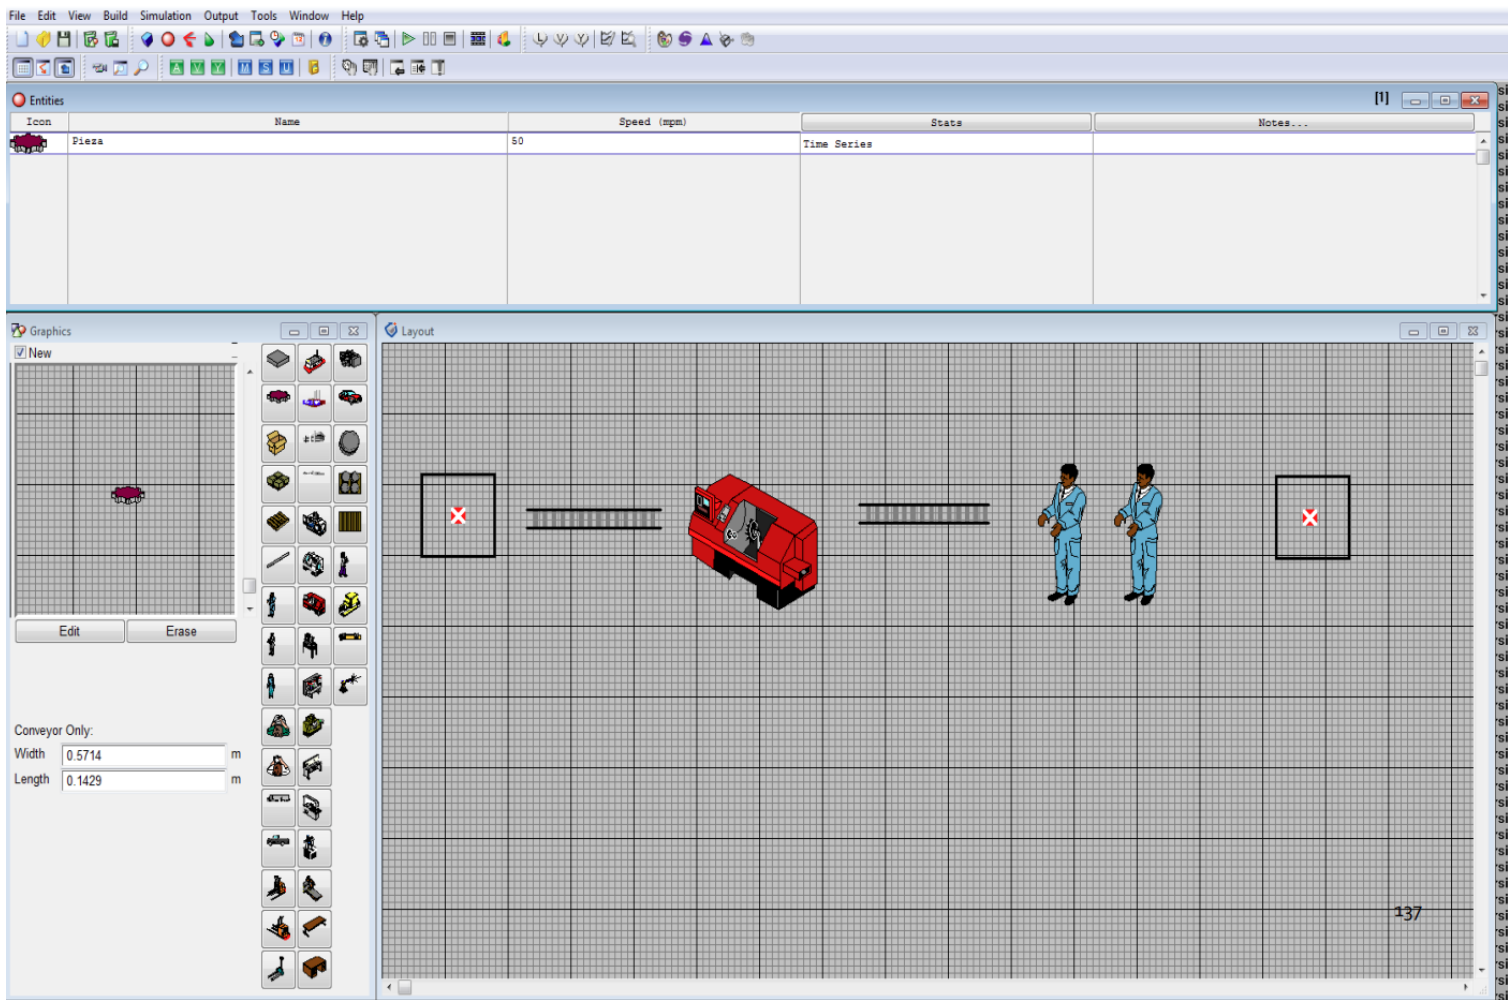 File Edit View Build Simulation Output Tools Window Help
Entities
[1]
Icon Name Speed (mpm) Stats Notes...
Pieza 50 Time Series
Graphics
Layout
New
Edit Erase
Conveyor Only:
Width 0.5714 m
Length 0.1429 m
137